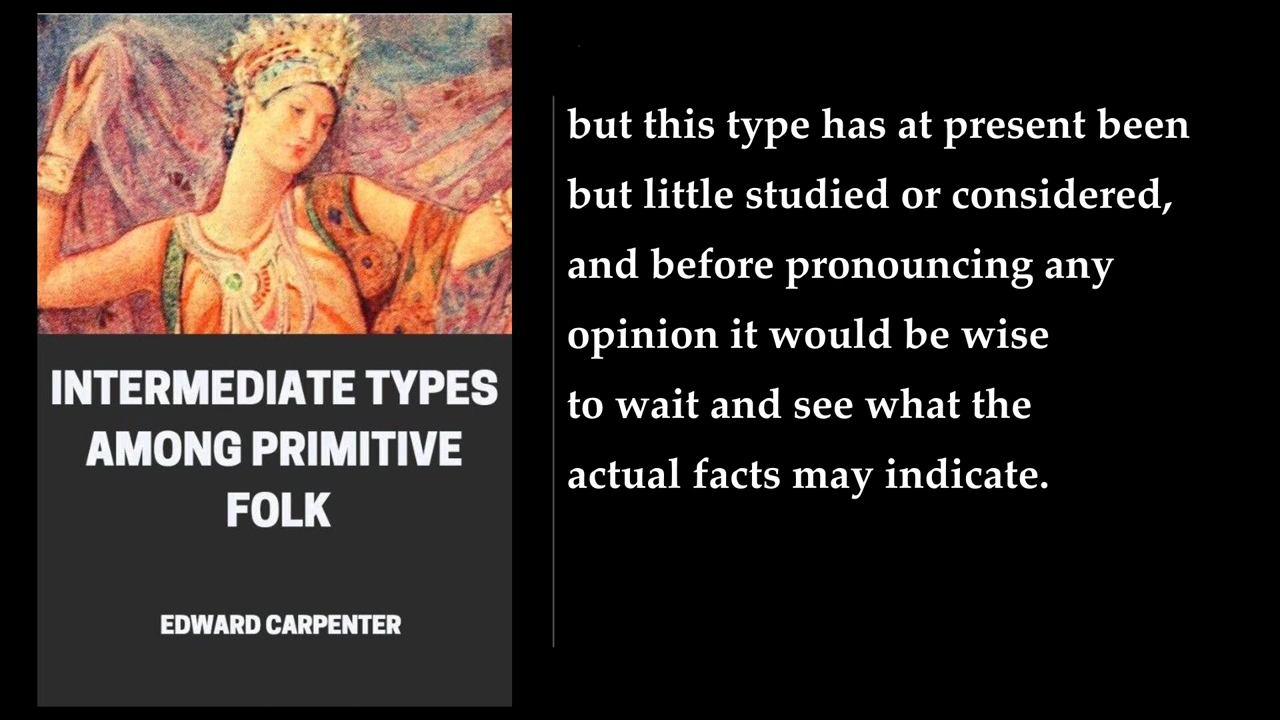 INTERMEDIATE TYPES
AMONG PRIMITIVE
FOLK
EDWARD CARPENTER
but this type has at present been
but little studied or considered,
and before pronouncing any
opinion it would be wise
to wait and see what the
actual facts may indicate.